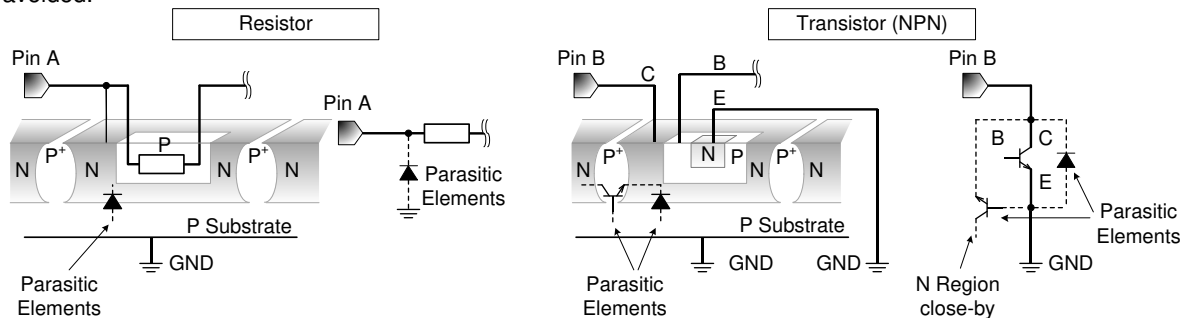 avoided.
Resistor
Transistor (NPN)
Pin A
Pin A
N
P+
N
P
N
P+
N
Parasitic
Elements
P Substrate
GND
Parasitic
Elements
Pin B
C
B
E
N
P+
N
N
P
P+
N
N
P Substrate
GND
GND
Parasitic
Elements
Pin B
B
C
E
Parasitic
Elements
GND
N Region
close-by